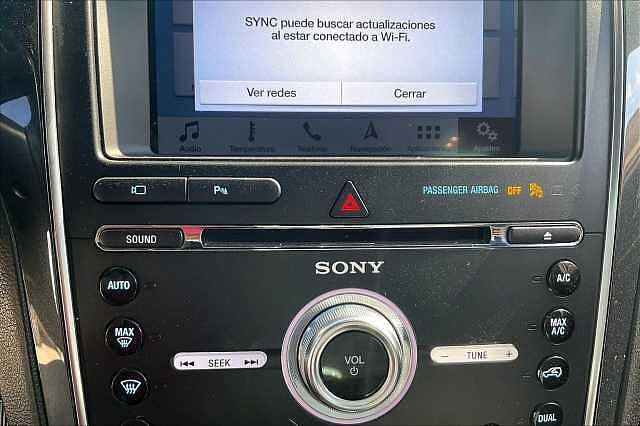 SYNC puede buscar actualizaciones
al estar conectado a Wi-Fi.
Ver redes Cerrar
Audio Temperatura Teléfono Navegación Aplicaciones Ajustes
P
PASSENGER AIRBAG OFF
SOUND
SONY
AUTO A/C
MAX
MAX
A/C
SEEK
VOL
- TUNE +
DUAL